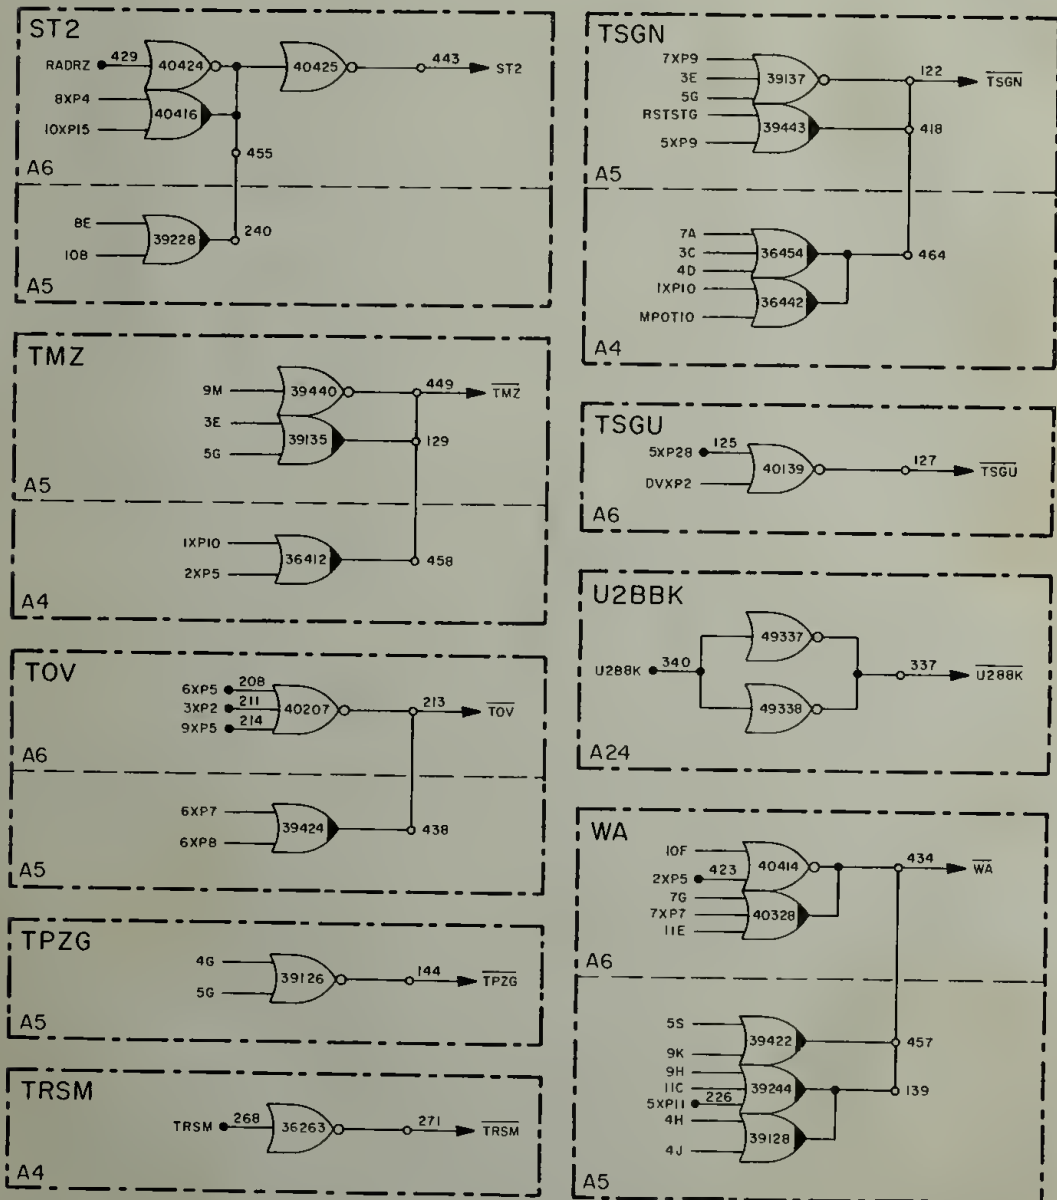 ST2
RADRZ 429 40424 40425 443 ST2
8XP4
40416
10XP15
455
A6
8E
39228 240
10B
A5
TMZ
9M 39440 449 TMZ
3E
39135 129
5G
A5
1XP10
36412 458
2XP5
A4
TOV
6XP5 208
3XP2 211 40207 213 TOV
9XP5 214
A6
6XP7
39424 438
6XP8
A5
TPZG
4G
39126 144 TPZG
5G
A5
TRSM
TRSM 268 36263 271 TRSM
A4
TSGN
7XP9
3E 39137 122 TSGN
5G
RSTSTG
39443 418
5XP9
A5
7A
3C 36454 464
4D
1XP10
36442
MPOT10
A4
TSGU
5XP28 125
40139 127 TSGU
DVXP2
A6
U2BBK
49337
U2BBK 340 337 U2BBK
49338
A24
WA
10F
40414 434 WA
2XP5 423
7G
7XP7 40328
11E
A6
5S
39422 457
9K
9H
11C 39244 139
5XP11 226
4H
39128
4J
A5